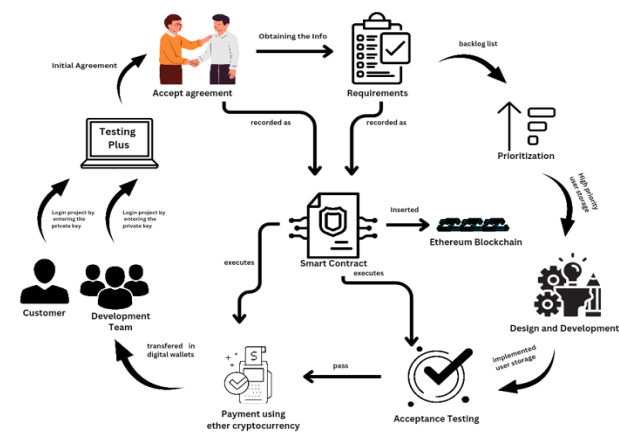 Obtaining the Info
backlog list
Initial Agreement
Accept agreement
Requirements
recorded as
recorded as
Testing
Plus
Prioritization
High priority
user storage
Login project by
entering the
private key
Login project by
entering the
private key
Inserted
Ethereum Blockchain
Smart Contract
executes
executes
Customer
Development
Team
Design and Development
transfered in
digital wallets
implemented
user storage
pass
Payment using
ether cryptocurrency
Acceptance Testing